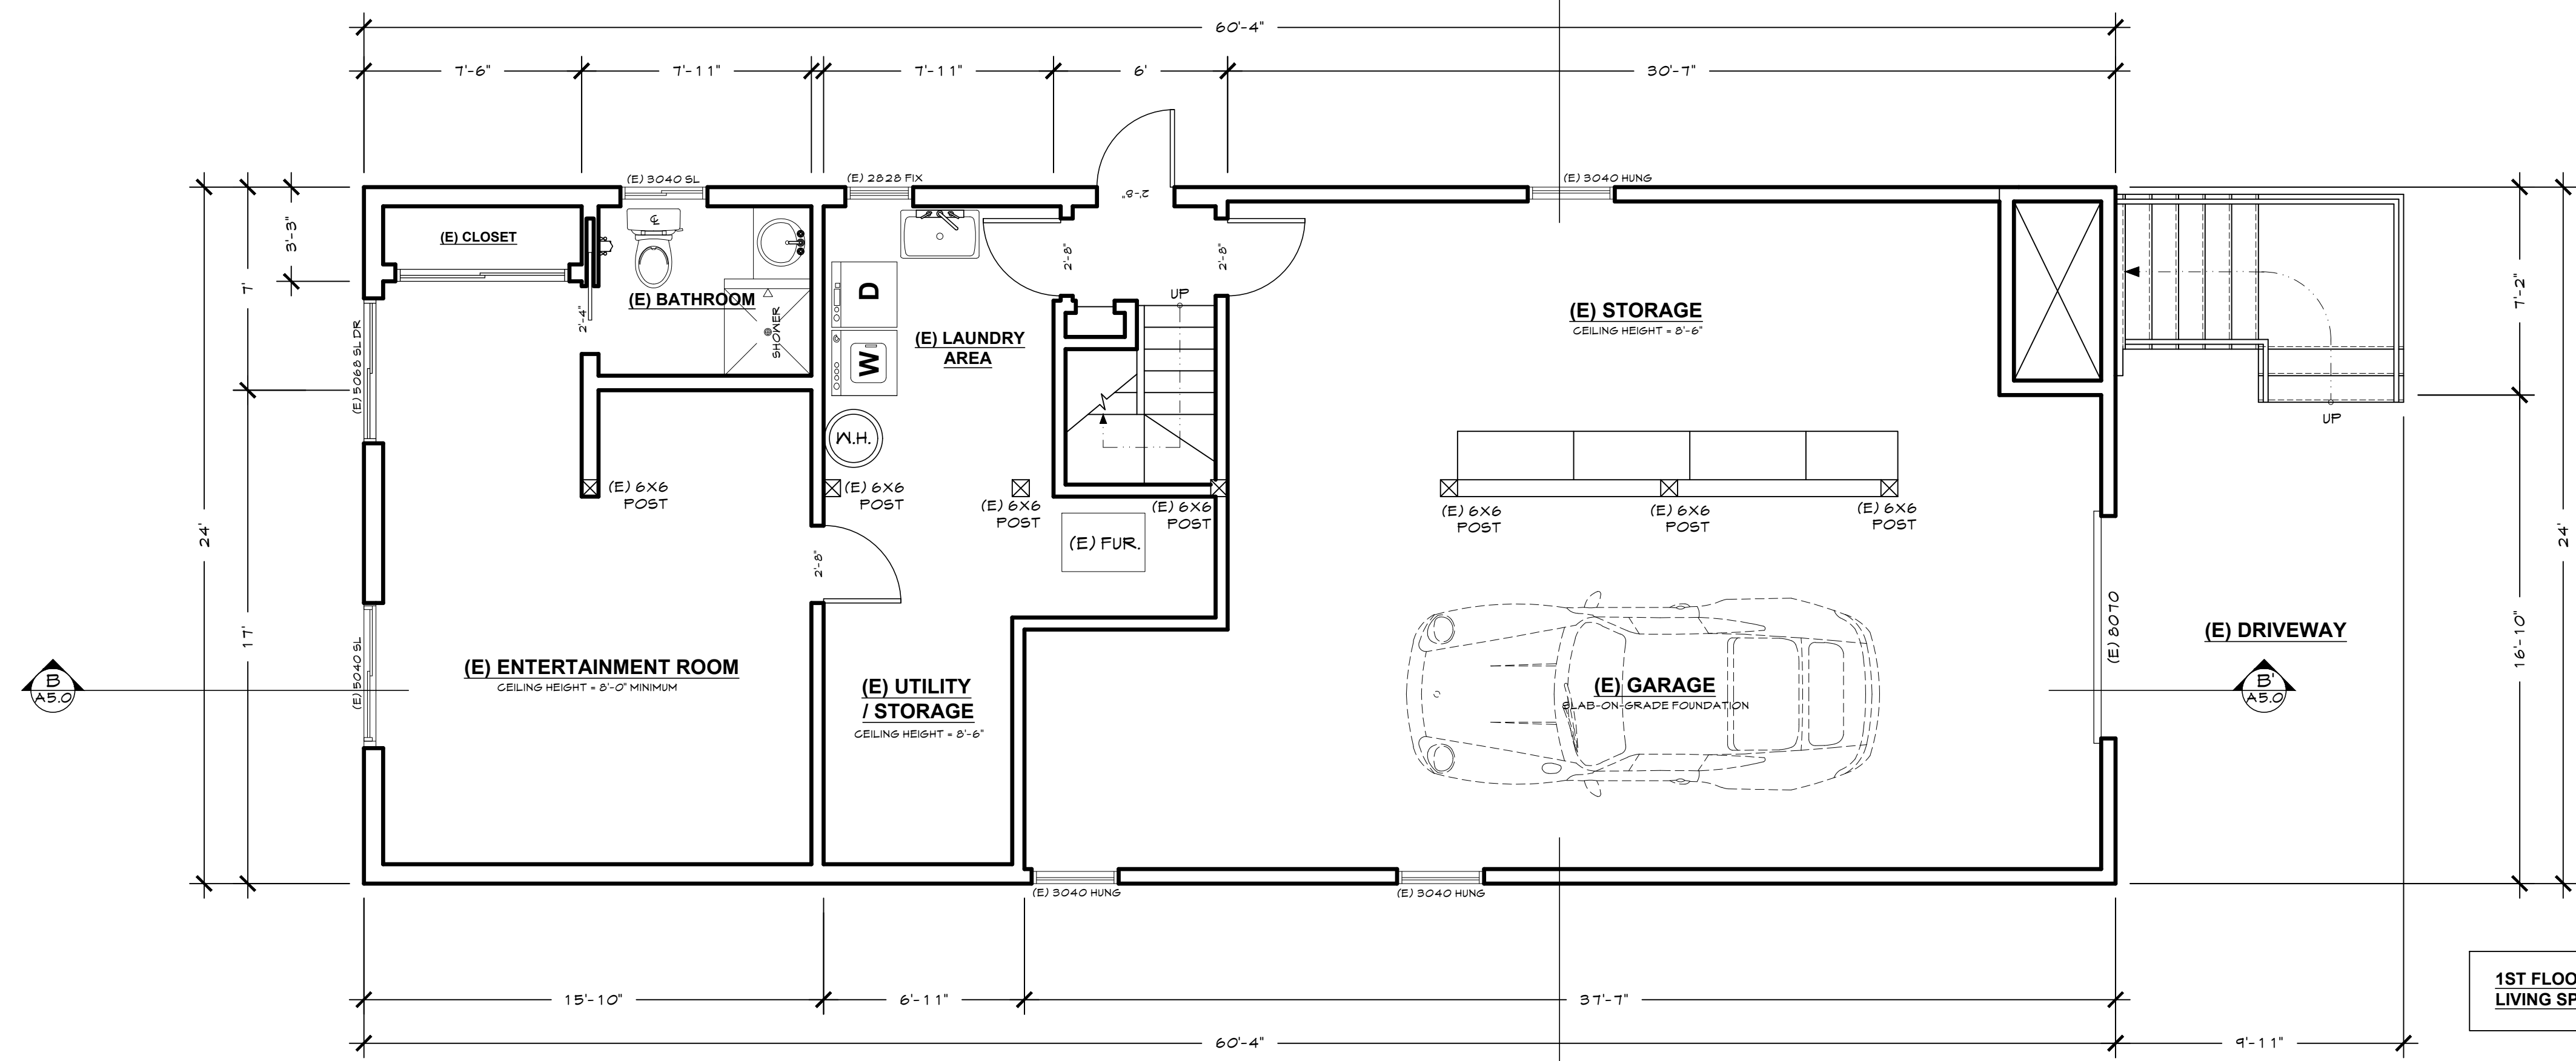 60'-4"
7'-6"
7'-11"
7'-11"
6'
30'-7"
(E) 3040 SL
(E) 2828 FIX
2'-8"
(E) 3040 HUNG
3'-3"
7'
24'
17'
(E) CLOSET
℄
(E) BATHROOM
2'-4"
SHOWER
D
W
(E) LAUNDRY
AREA
2'-8"
2'-8"
UP
(E) STORAGE
CEILING HEIGHT = 8'-6"
7'-2"
UP
(E) 5068 SL DR
W.H.
(E) 6X6
POST
(E) 6X6
POST
(E) 6X6
POST
(E) 6X6
POST
(E) 6X6
POST
(E) 6X6
POST
(E) 6X6
POST
(E) FUR.
2'-8"
24'
16'-10"
(E) 8070
(E) DRIVEWAY
B
A5.0
(E) 5040 SL
(E) ENTERTAINMENT ROOM
CEILING HEIGHT = 8'-0" MINIMUM
(E) UTILITY
/ STORAGE
CEILING HEIGHT = 8'-6"
(E) GARAGE
SLAB-ON-GRADE FOUNDATION
B'
A5.0
(E) 3040 HUNG
(E) 3040 HUNG
15'-10"
6'-11"
37'-7"
60'-4"
9'-11"
1ST FLOO
LIVING SP